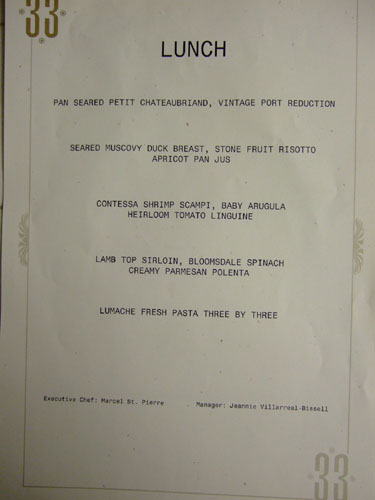 33
LUNCH
PAN SEARED PETIT CHATEAUBRIAND, VINTAGE PORT REDUCTION
SEARED MUSCOVY DUCK BREAST, STONE FRUIT RISOTTO
APRICOT PAN JUS
CONTESSA SHRIMP SCAMPI, BABY ARUGULA
HEIRLOOM TOMATO LINGUINE
LAMB TOP SIRLOIN, BLOOMSDALE SPINACH
CREAMY PARMESAN POLENTA
LUMACHE FRESH PASTA THREE BY THREE
Executive Chef: Marcel St. Pierre Manager: Jeannie Villarreal-Bissell
33